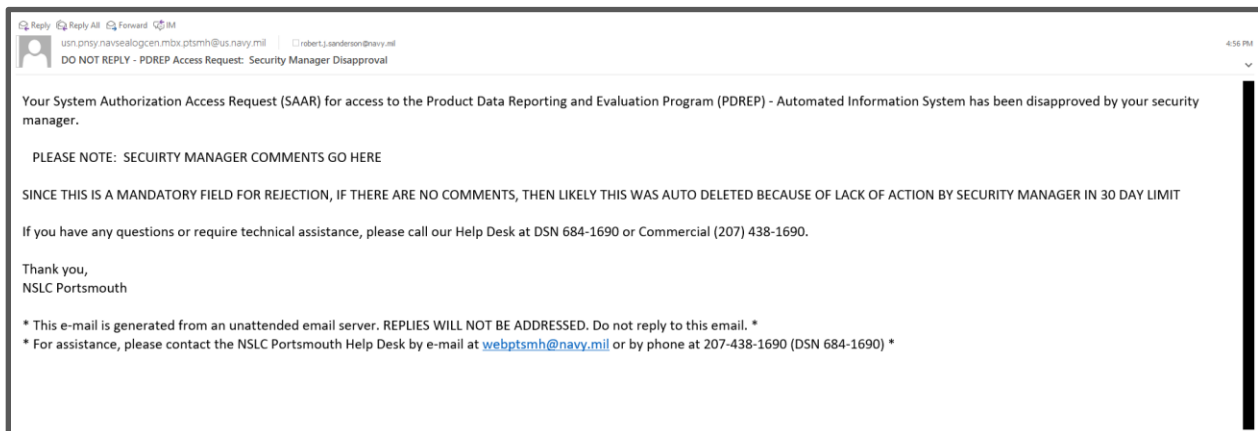 Reply Reply All Forward IM
usn.pnsy.navsealogcen.mbx.ptsmh@us.navy.mil robert.j.sanderson@navy.mil 4:56 PM
DO NOT REPLY - PDREP Access Request: Security Manager Disapproval
Your System Authorization Access Request (SAAR) for access to the Product Data Reporting and Evaluation Program (PDREP) - Automated Information System has been disapproved by your security
manager.
PLEASE NOTE: SECUIRTY MANAGER COMMENTS GO HERE
SINCE THIS IS A MANDATORY FIELD FOR REJECTION, IF THERE ARE NO COMMENTS, THEN LIKELY THIS WAS AUTO DELETED BECAUSE OF LACK OF ACTION BY SECURITY MANAGER IN 30 DAY LIMIT
If you have any questions or require technical assistance, please call our Help Desk at DSN 684-1690 or Commercial (207) 438-1690.
Thank you,
NSLC Portsmouth
* This e-mail is generated from an unattended email server. REPLIES WILL NOT BE ADDRESSED. Do not reply to this email. *
* For assistance, please contact the NSLC Portsmouth Help Desk by e-mail at webptsmh@navy.mil or by phone at 207-438-1690 (DSN 684-1690) *